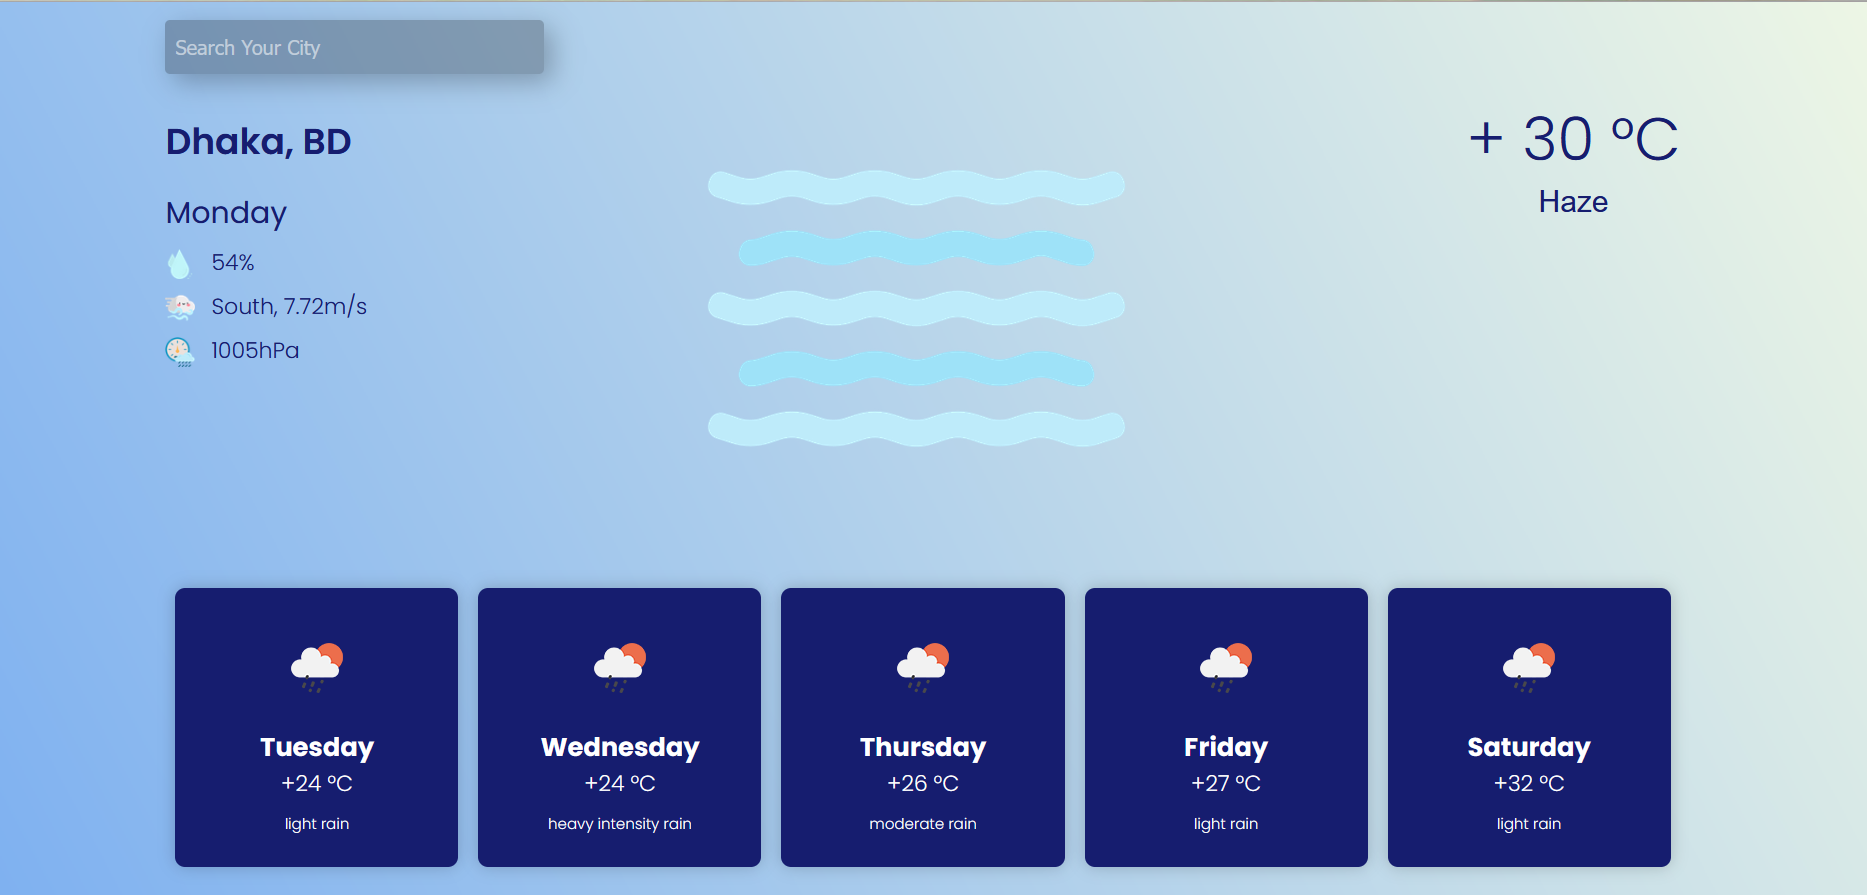 Search Your City
Dhaka, BD
Monday
54%
South, 7.72m/s
1005hPa
+ 30 °C
Haze
Tuesday
+24 °C
light rain
Wednesday
+24 °C
heavy intensity rain
Thursday
+26 °C
moderate rain
Friday
+27 °C
light rain
Saturday
+32 °C
light rain